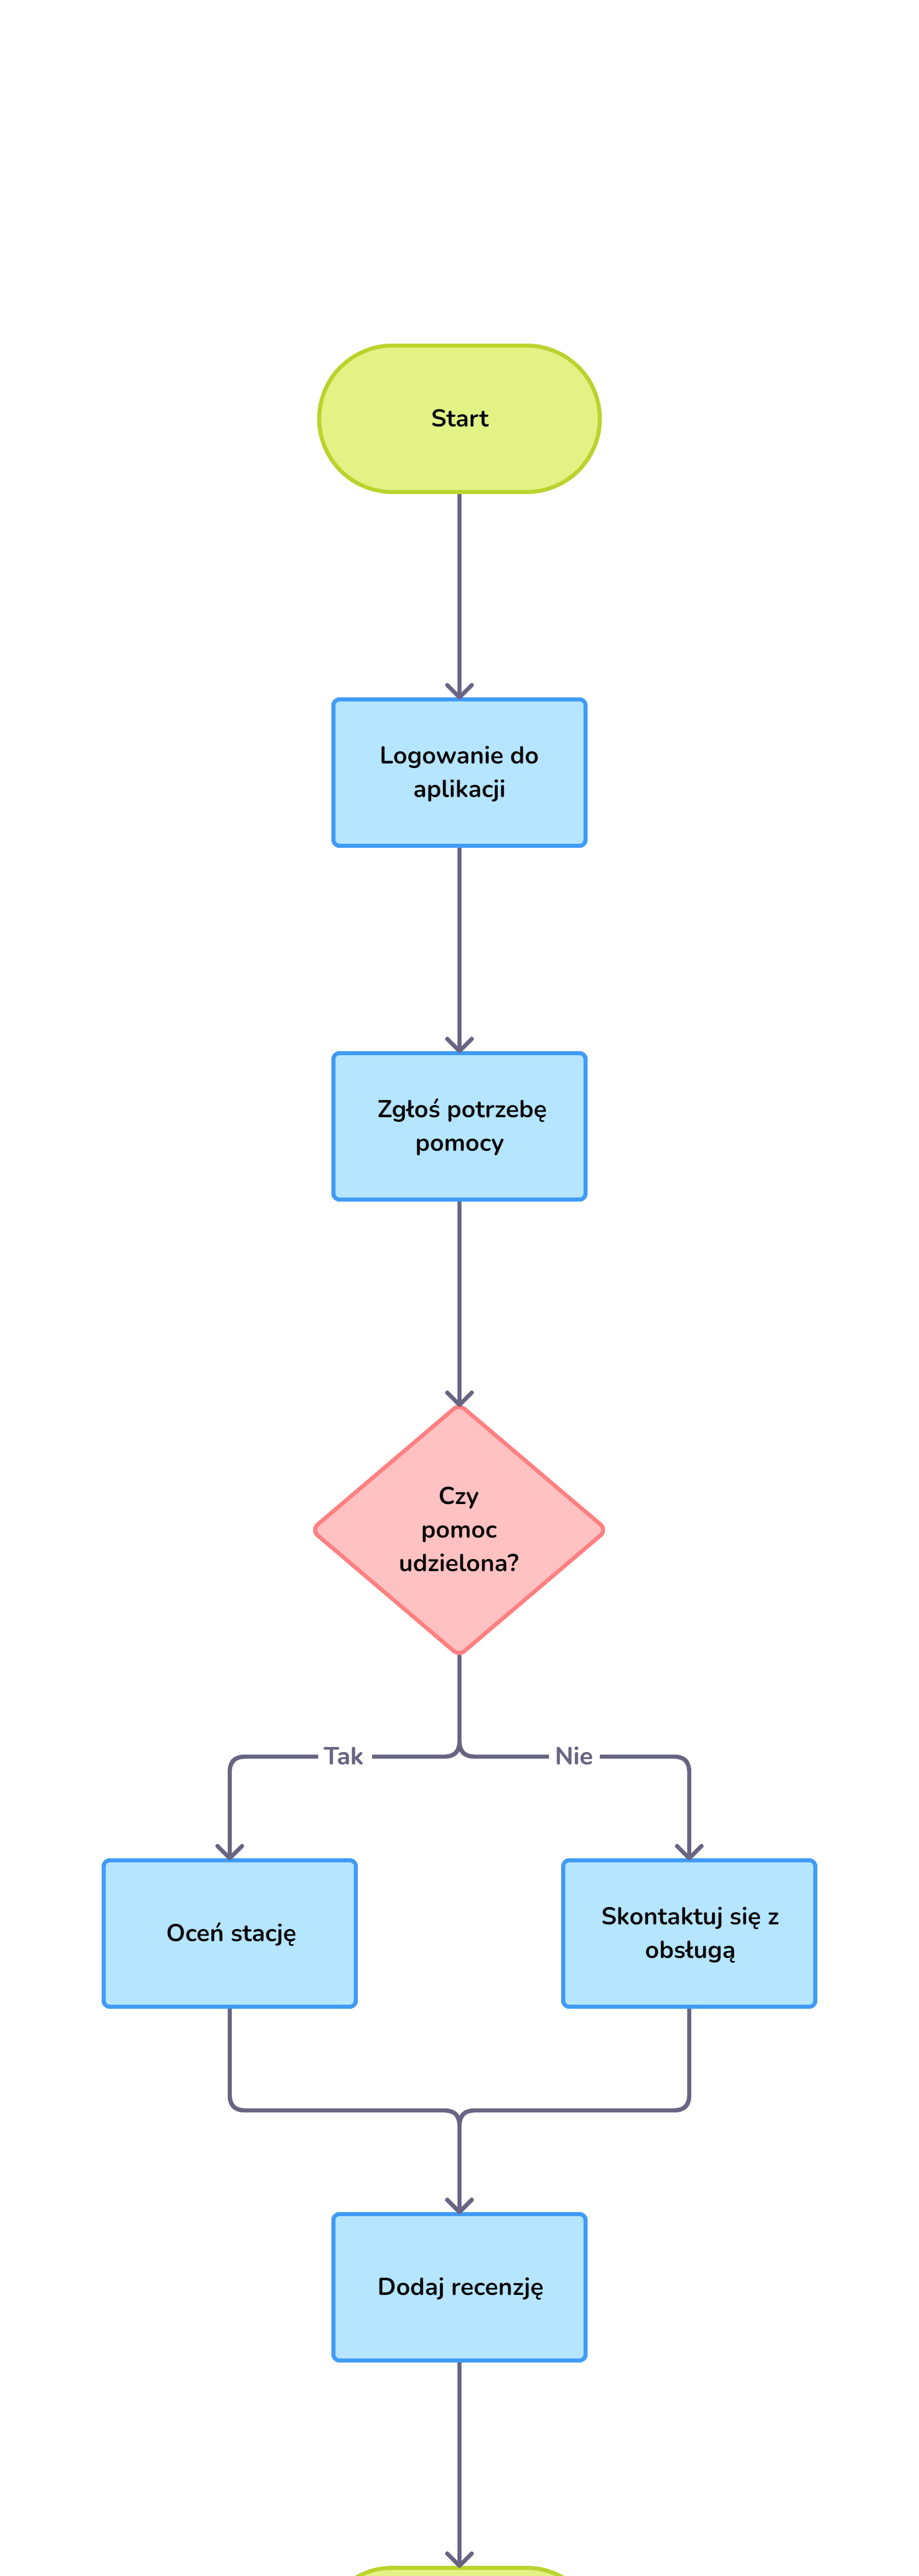 Start
Logowanie do
aplikacji
Zgłoś potrzebę
pomocy
Czy
pomoc
udzielona?
Tak
Nie
Oceń stację
Skontaktuj się z
obsługą
Dodaj recenzję